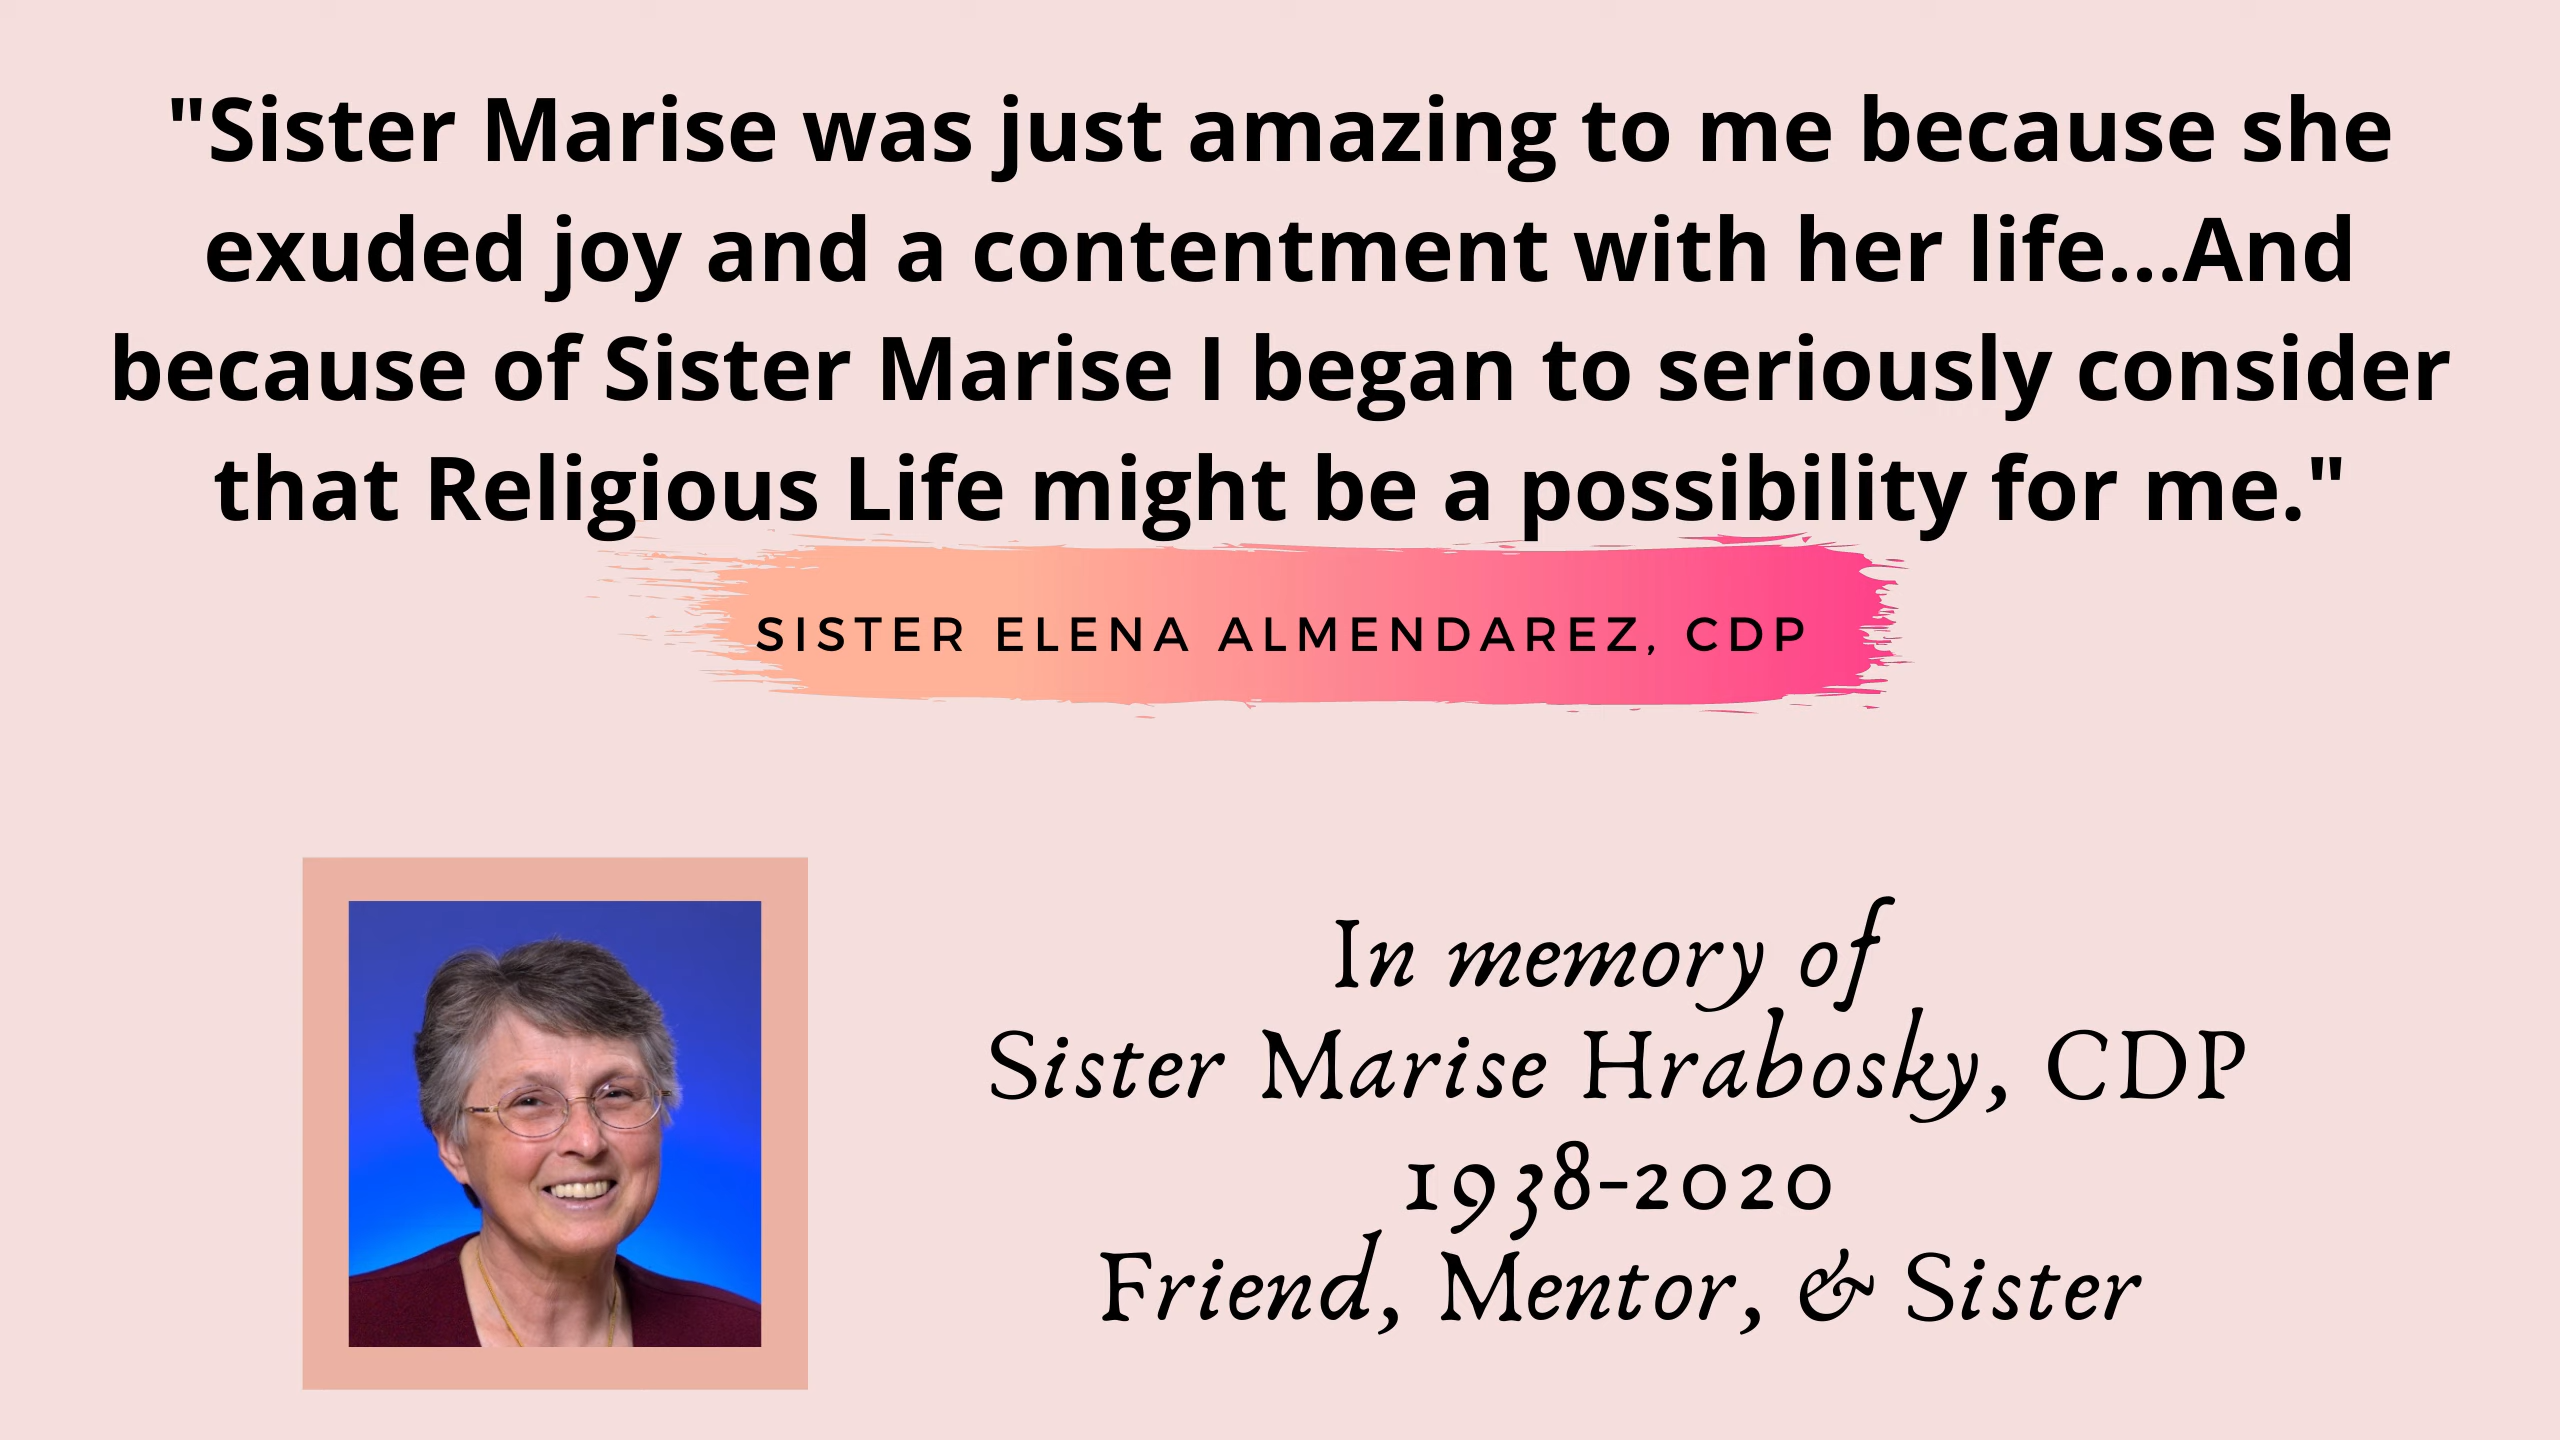 "Sister Marise was just amazing to me because she
exuded joy and a contentment with her life...And
because of Sister Marise I began to seriously consider
that Religious Life might be a possibility for me."
SISTER ELENA ALMENDAREZ, CDP
In memory of
Sister Marise Hrabosky, CDP
1938-2020
Friend, Mentor, & Sister